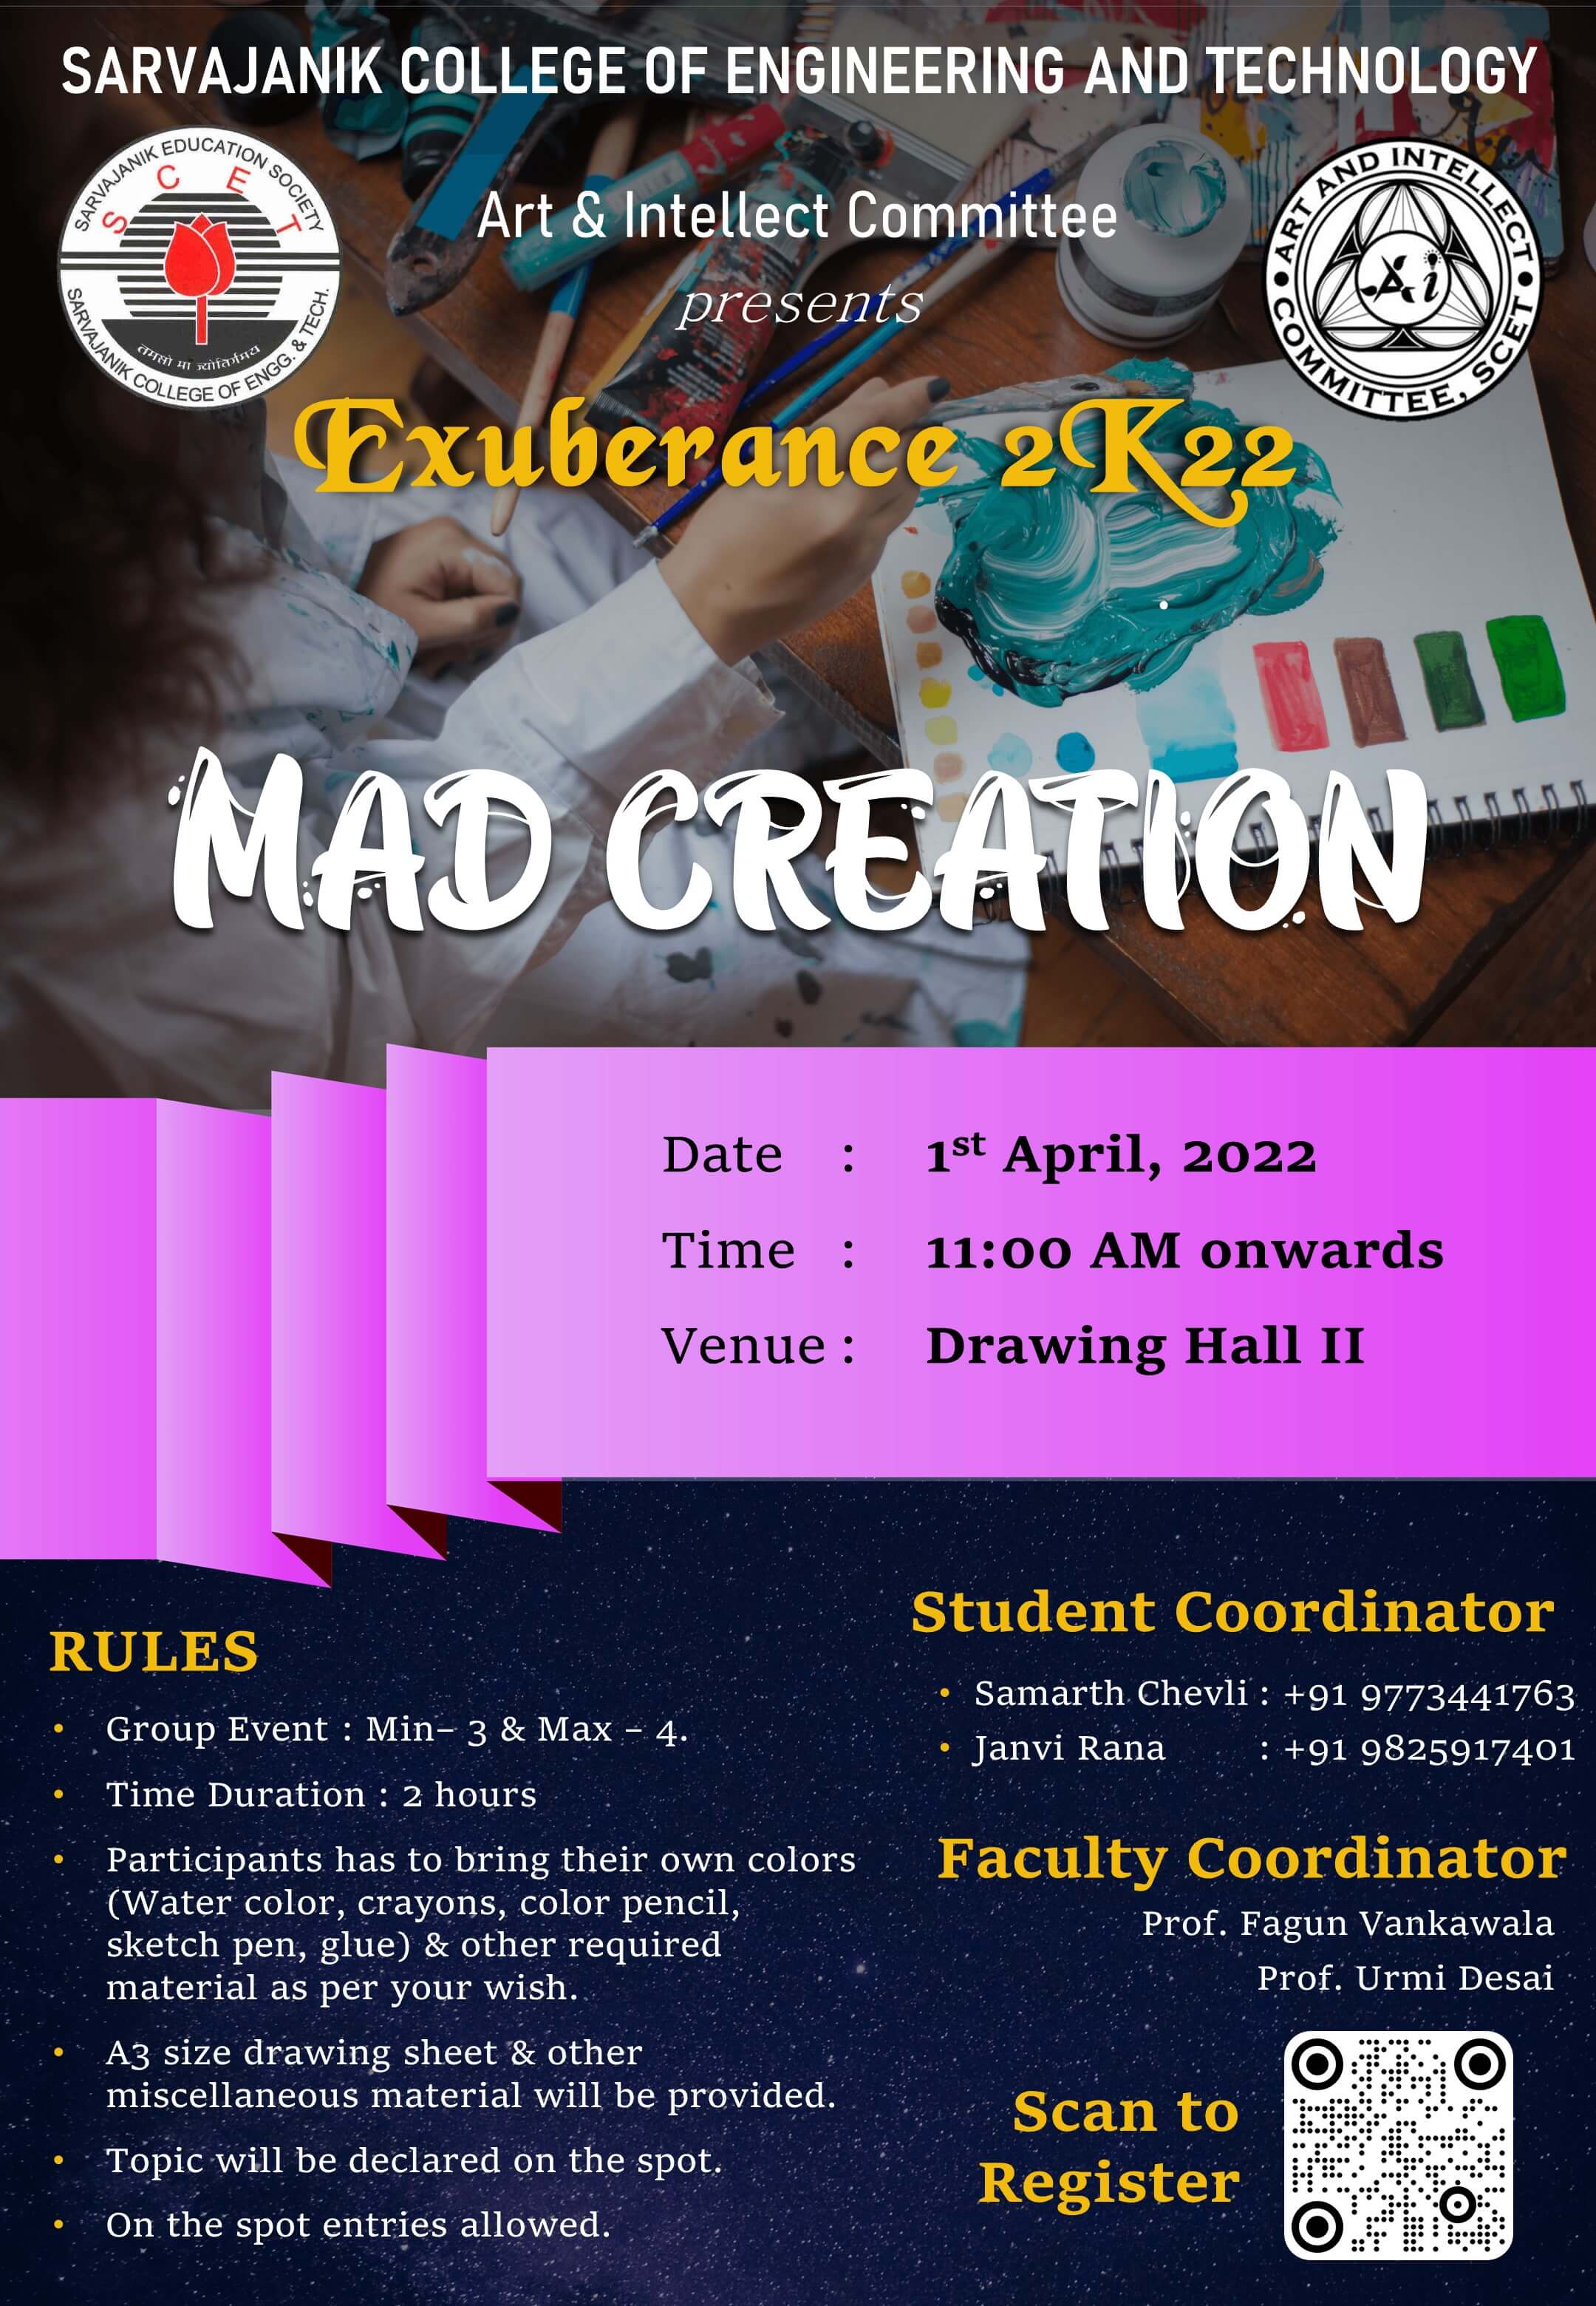 SARVAJANIK COLLEGE OF ENGINEERING AND TECHNOLOGY
SARVAJANIK EDUCATION SOCIETY
S C E T
तमसो मा ज्योतिर्गमय
SARVAJANIK COLLEGE OF ENGG. & TECH.
Art & Intellect Committee
presents
ART AND INTELLECT
Ai
COMMITTEE, SCET
Exuberance 2K22
MAD CREATION
Date : 1st April, 2022
Time : 11:00 AM onwards
Venue : Drawing Hall II
RULES
• Group Event : Min– 3 & Max – 4.
• Time Duration : 2 hours
• Participants has to bring their own colors
(Water color, crayons, color pencil,
sketch pen, glue) & other required
material as per your wish.
• A3 size drawing sheet & other
miscellaneous material will be provided.
• Topic will be declared on the spot.
• On the spot entries allowed.
Student Coordinator
• Samarth Chevli : +91 9773441763
• Janvi Rana : +91 9825917401
Faculty Coordinator
Prof. Fagun Vankawala
Prof. Urmi Desai
Scan to
Register